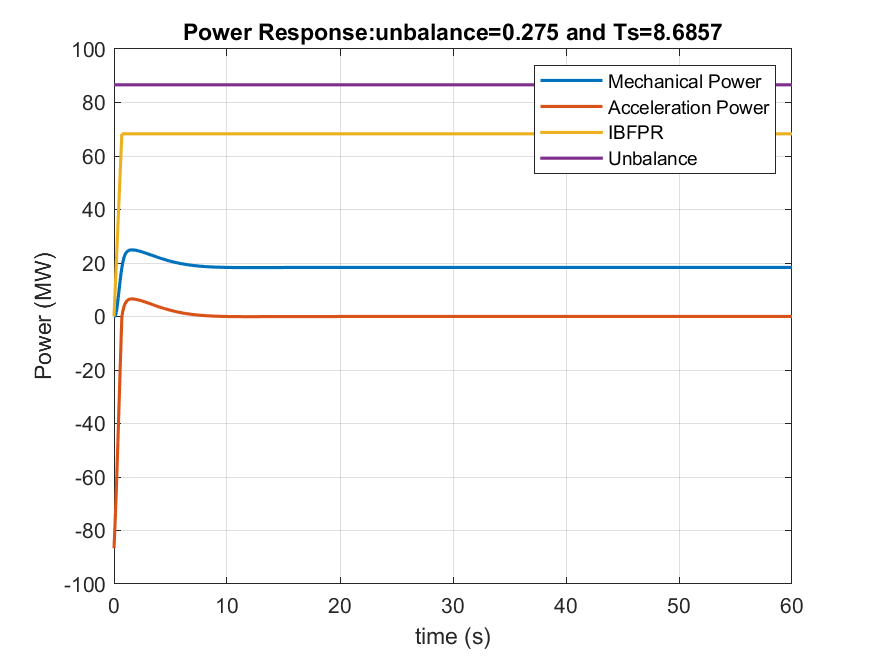 Power Response:unbalance=0.275 and Ts=8.6857
100
80
60
40
20
0
-20
-40
-60
-80
-100
Power (MW)
Mechanical Power
Acceleration Power
IBFPR
Unbalance
0 10 20 30 40 50 60
time (s)